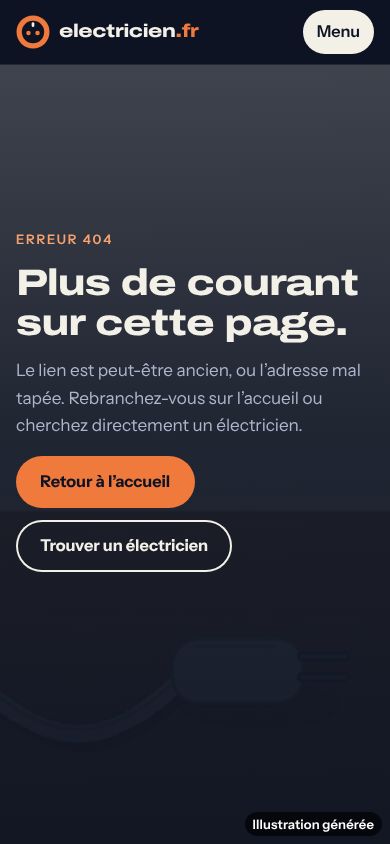 electricien.fr
Menu
ERREUR 404
Plus de courant
sur cette page.
Le lien est peut-être ancien, ou l’adresse mal
tapée. Rebranchez-vous sur l’accueil ou
cherchez directement un électricien.
Retour à l’accueil
Trouver un électricien
Illustration générée